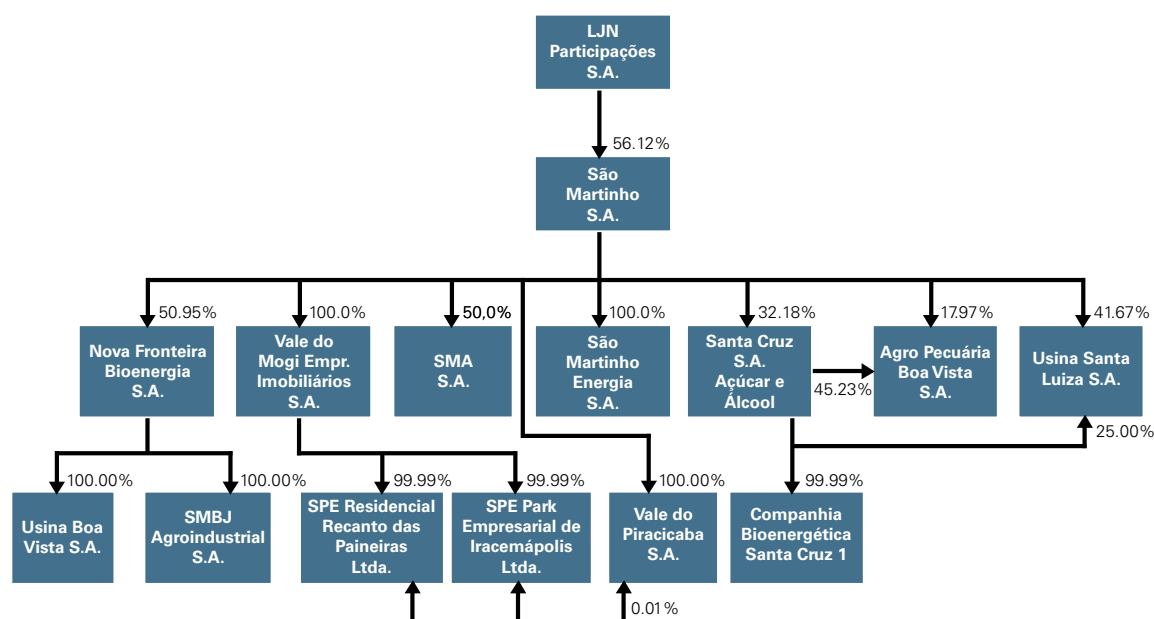 LJN
Participações
S.A.
56.12%
São
Martinho
S.A.
50.95%
100.0%
50,0%
100.0%
32.18%
17.97%
41.67%
Nova Fronteira
Bioenergia
S.A.
Vale do
Mogi Empr.
Imobiliários
S.A.
SMA
S.A.
São
Martinho
Energia
S.A.
Santa Cruz
S.A.
Açúcar e
Álcool
45.23%
Agro Pecuária
Boa Vista
S.A.
Usina Santa
Luiza S.A.
25.00%
100.00%
100.00%
99.99%
99.99%
100.00%
99.99%
Usina Boa
Vista S.A.
SMBJ
Agroindustrial
S.A.
SPE Residencial
Recanto das
Paineiras
Ltda.
SPE Park
Empresarial de
Iracemápolis
Ltda.
Vale do
Piracicaba
S.A.
Companhia
Bioenergética
Santa Cruz 1
0.01%